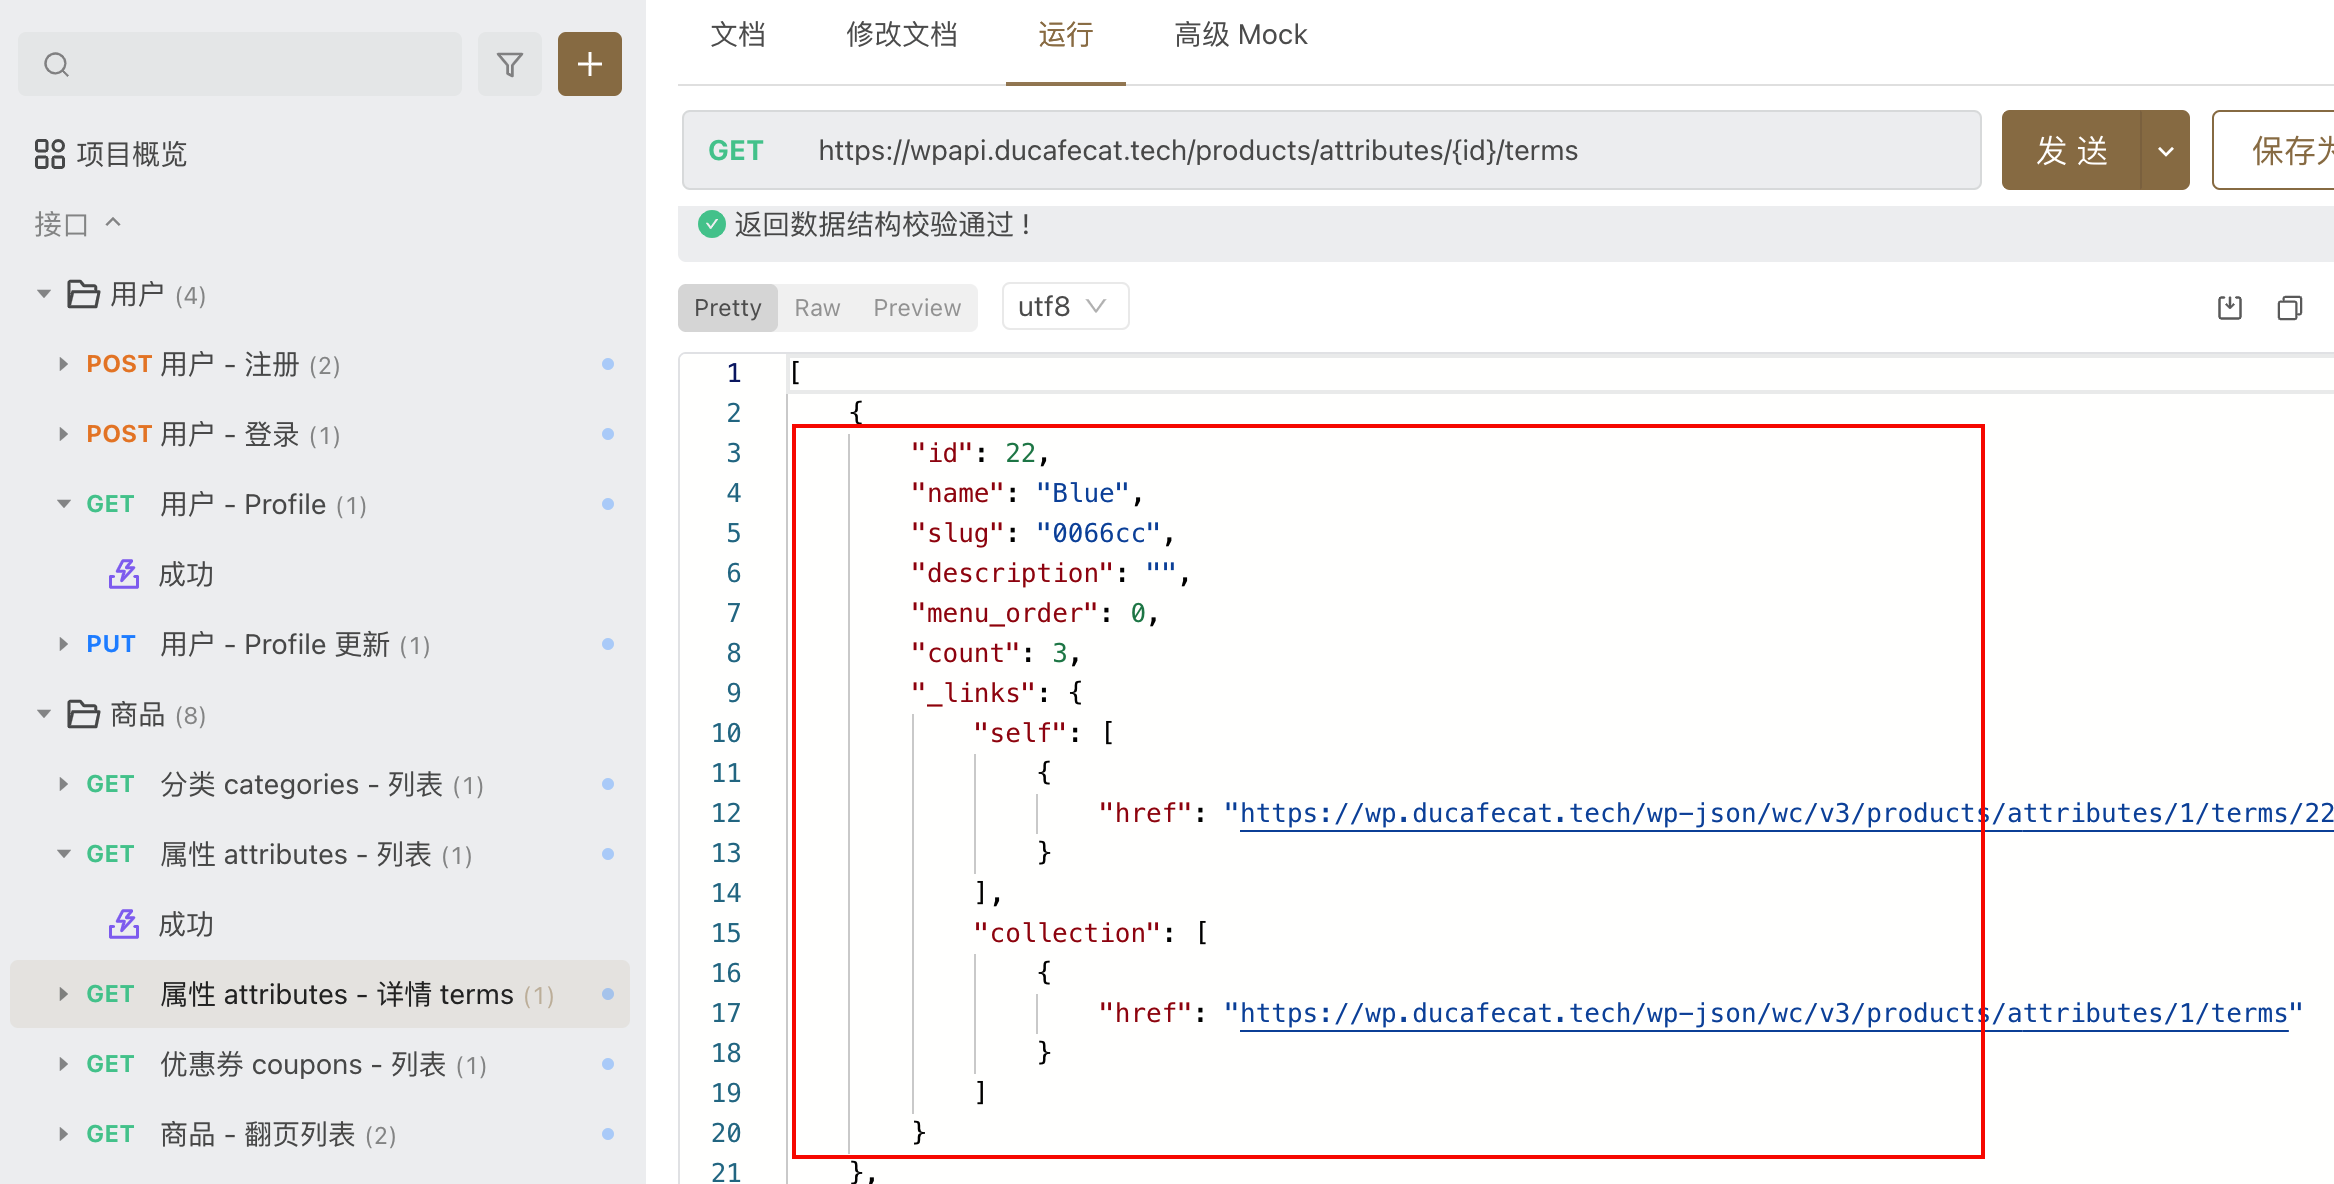 项目概览
接口
用户 (4)
POST 用户 - 注册 (2)
POST 用户 - 登录 (1)
GET 用户 - Profile (1)
成功
PUT 用户 - Profile 更新 (1)
商品 (8)
GET 分类 categories - 列表 (1)
GET 属性 attributes - 列表 (1)
成功
GET 属性 attributes - 详情 terms (1)
GET 优惠券 coupons - 列表 (1)
GET 商品 - 翻页列表 (2)
文档 修改文档 运行 高级 Mock
GET https://wpapi.ducafecat.tech/products/attributes/{id}/terms 发 送 保存为
返回数据结构校验通过！
Pretty Raw Preview utf8
1 [
2 {
3 "id": 22,
4 "name": "Blue",
5 "slug": "0066cc",
6 "description": "",
7 "menu_order": 0,
8 "count": 3,
9 "_links": {
10 "self": [
11 {
12 "href": "https://wp.ducafecat.tech/wp-json/wc/v3/products/attributes/1/terms/22
13 }
14 ],
15 "collection": [
16 {
17 "href": "https://wp.ducafecat.tech/wp-json/wc/v3/products/attributes/1/terms"
18 }
19 ]
20 }
21 },